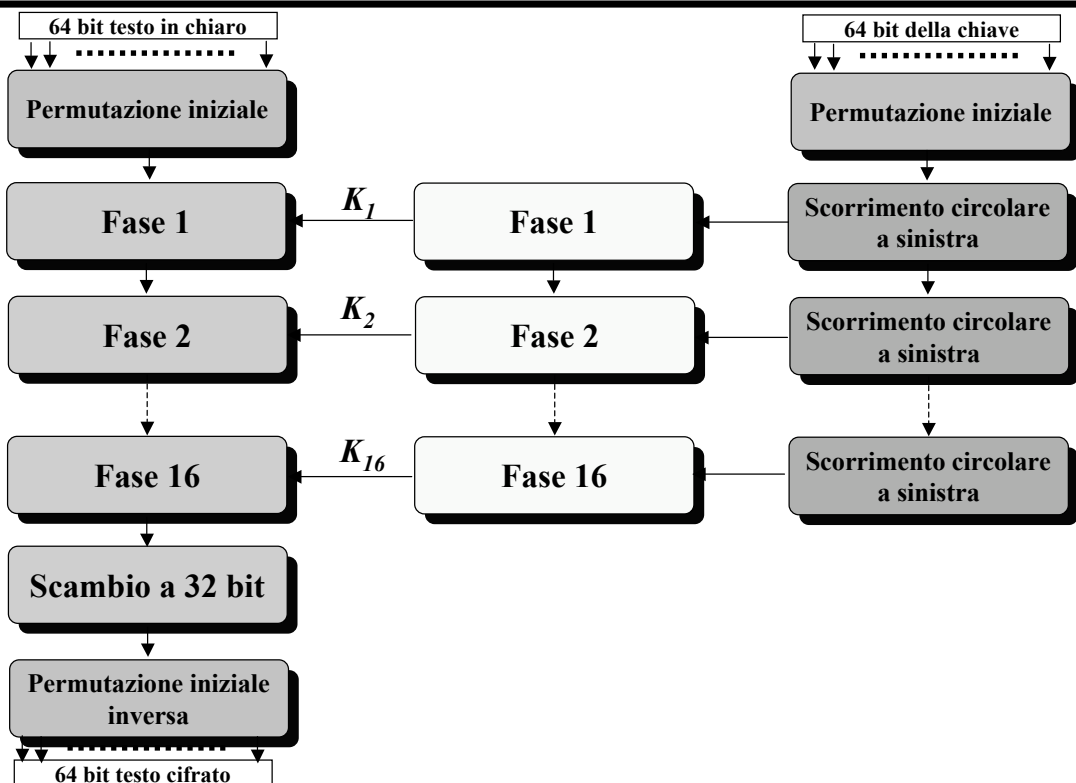 64 bit testo in chiaro
64 bit della chiave
Permutazione iniziale
Permutazione iniziale
Fase 1
K1
Fase 1
Scorrimento circolare
a sinistra
Fase 2
K2
Fase 2
Scorrimento circolare
a sinistra
Fase 16
K16
Fase 16
Scorrimento circolare
a sinistra
Scambio a 32 bit
Permutazione iniziale
inversa
64 bit testo cifrato